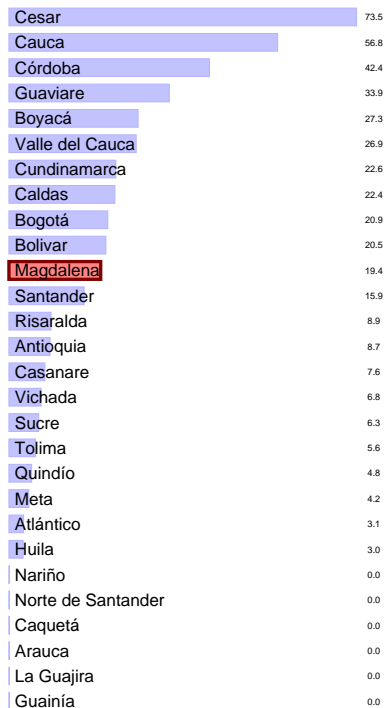 Cesar 73.5
Cauca 56.8
Córdoba 42.4
Guaviare 33.9
Boyacá 27.3
Valle del Cauca 26.9
Cundinamarca 22.6
Caldas 22.4
Bogotá 20.9
Bolivar 20.5
Magdalena 19.4
Santander 15.9
Risaralda 8.9
Antioquia 8.7
Casanare 7.6
Vichada 6.8
Sucre 6.3
Tolima 5.6
Quindío 4.8
Meta 4.2
Atlántico 3.1
Huila 3.0
Nariño 0.0
Norte de Santander 0.0
Caquetá 0.0
Arauca 0.0
La Guajira 0.0
Guainía 0.0